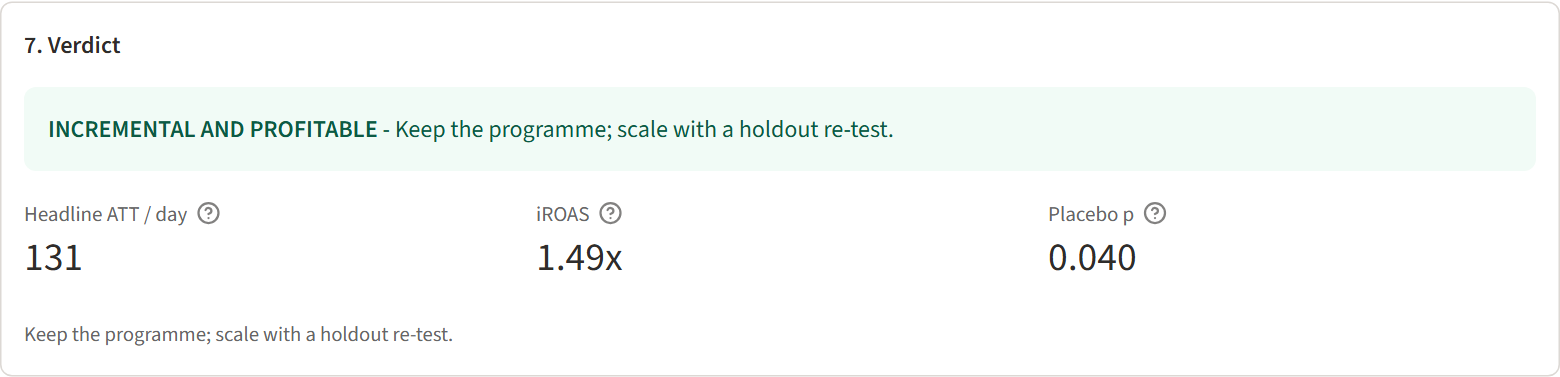 7. Verdict
INCREMENTAL AND PROFITABLE - Keep the programme; scale with a holdout re-test.
Headline ATT / day ?
131
iROAS ?
1.49x
Placebo p ?
0.040
Keep the programme; scale with a holdout re-test.